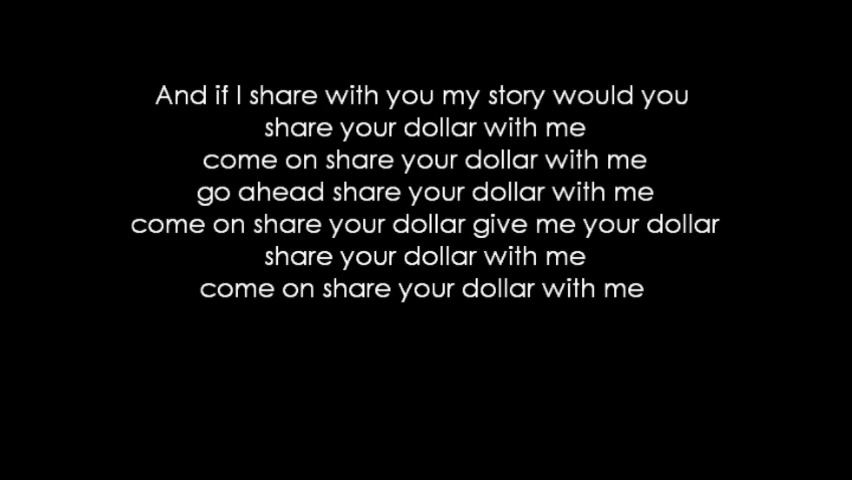 And if I share with you my story would you
share your dollar with me
come on share your dollar with me
go ahead share your dollar with me
come on share your dollar give me your dollar
share your dollar with me
come on share your dollar with me